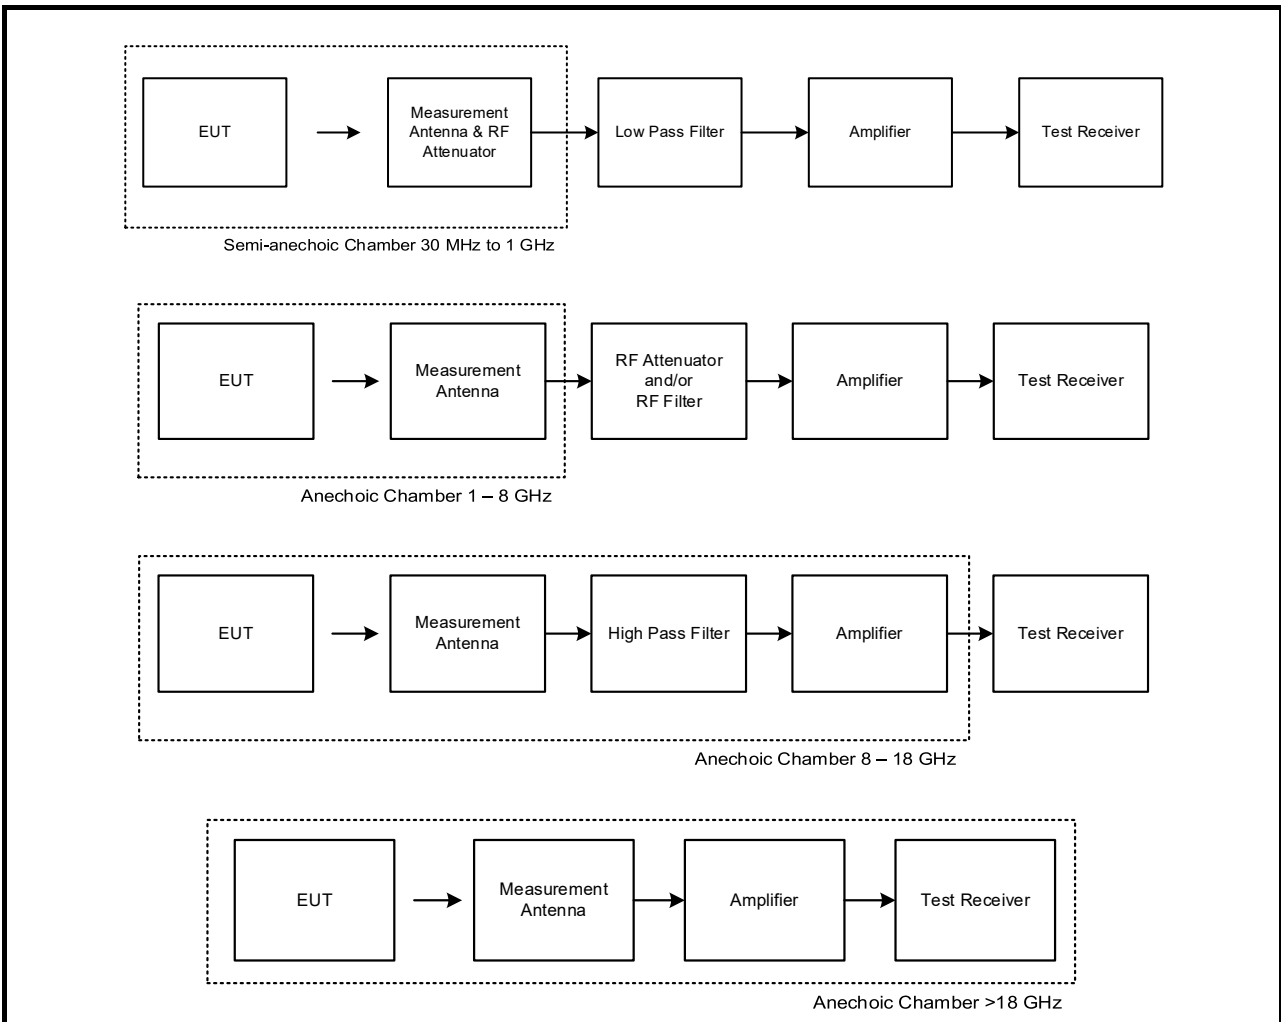 EUT
Measurement
Antenna & RF
Attenuator
Low Pass Filter
Amplifier
Test Receiver
Semi-anechoic Chamber 30 MHz to 1 GHz
EUT
Measurement
Antenna
RF Attenuator
and/or
RF Filter
Amplifier
Test Receiver
Anechoic Chamber 1 – 8 GHz
EUT
Measurement
Antenna
High Pass Filter
Amplifier
Test Receiver
Anechoic Chamber 8 – 18 GHz
EUT
Measurement
Antenna
Amplifier
Test Receiver
Anechoic Chamber >18 GHz